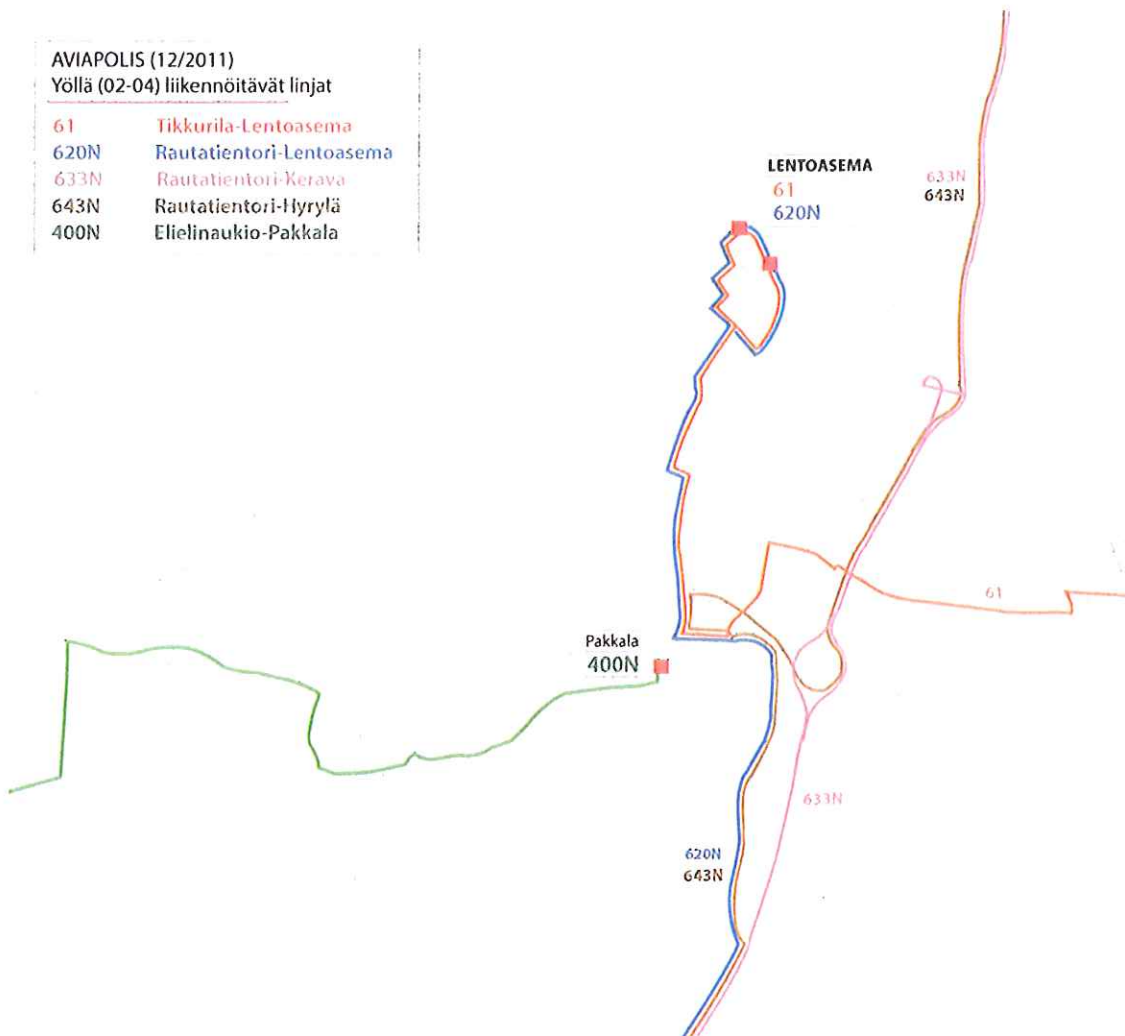 AVIAPOLIS (12/2011)
Yöllä (02-04) liikennöitävät linjat
61 Tikkurila-Lentoasema
620N Rautatientori-Lentoasema
633N Rautatientori-Kerava
643N Rautatientori-Hyrylä
400N Elielinaukio-Pakkala
LENTOASEMA
61
620N
633N
643N
61
Pakkala
400N
633N
620N
643N